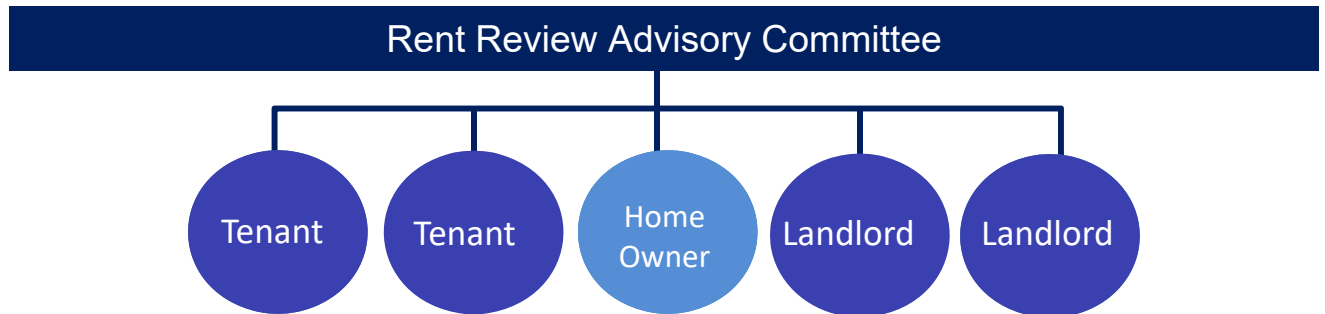 Rent Review Advisory Committee
Tenant
Tenant
Home
Owner
Landlord
Landlord